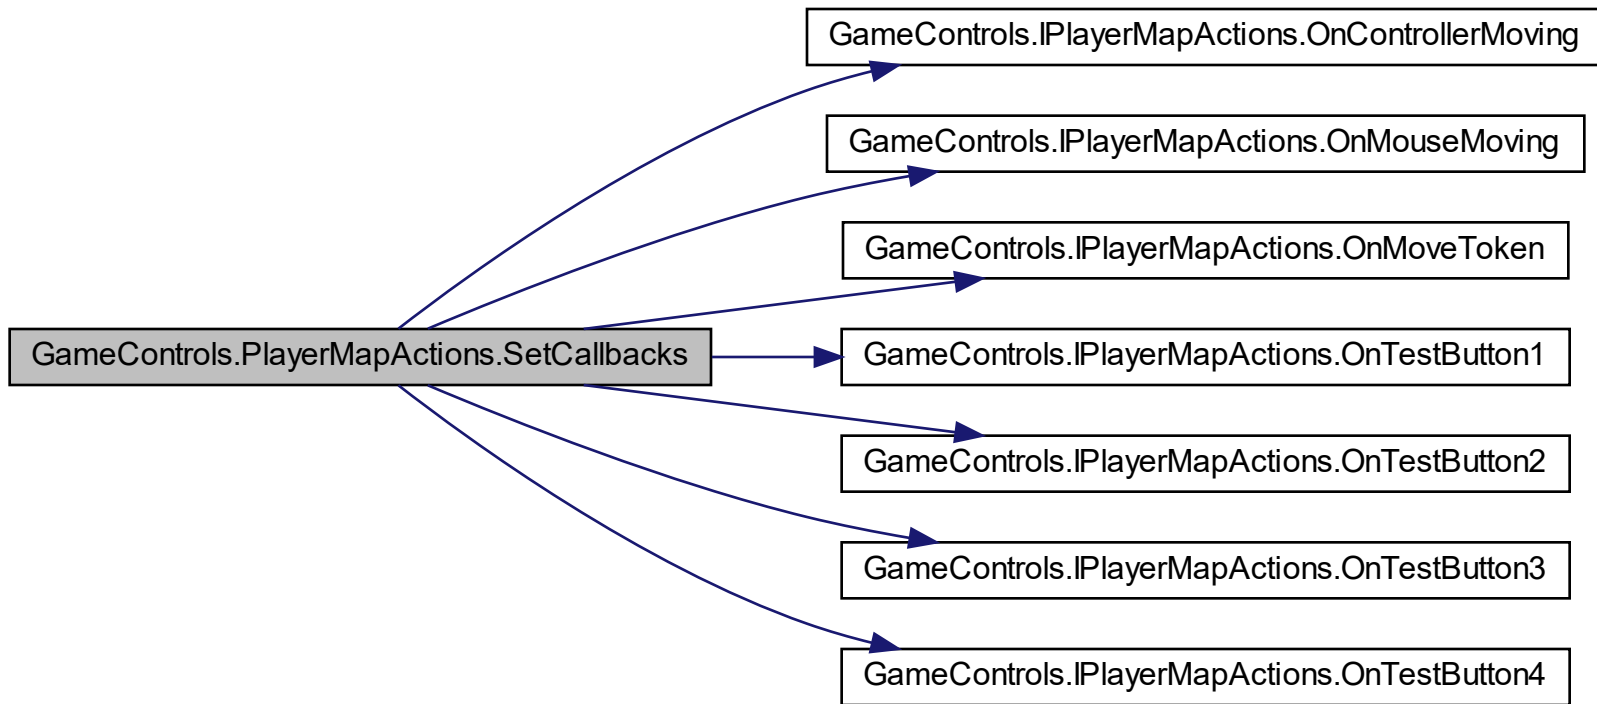 GameControls.IPlayerMapActions.OnControllerMoving
GameControls.IPlayerMapActions.OnMouseMoving
GameControls.IPlayerMapActions.OnMoveToken
GameControls.PlayerMapActions.SetCallbacks
GameControls.IPlayerMapActions.OnTestButton1
GameControls.IPlayerMapActions.OnTestButton2
GameControls.IPlayerMapActions.OnTestButton3
GameControls.IPlayerMapActions.OnTestButton4